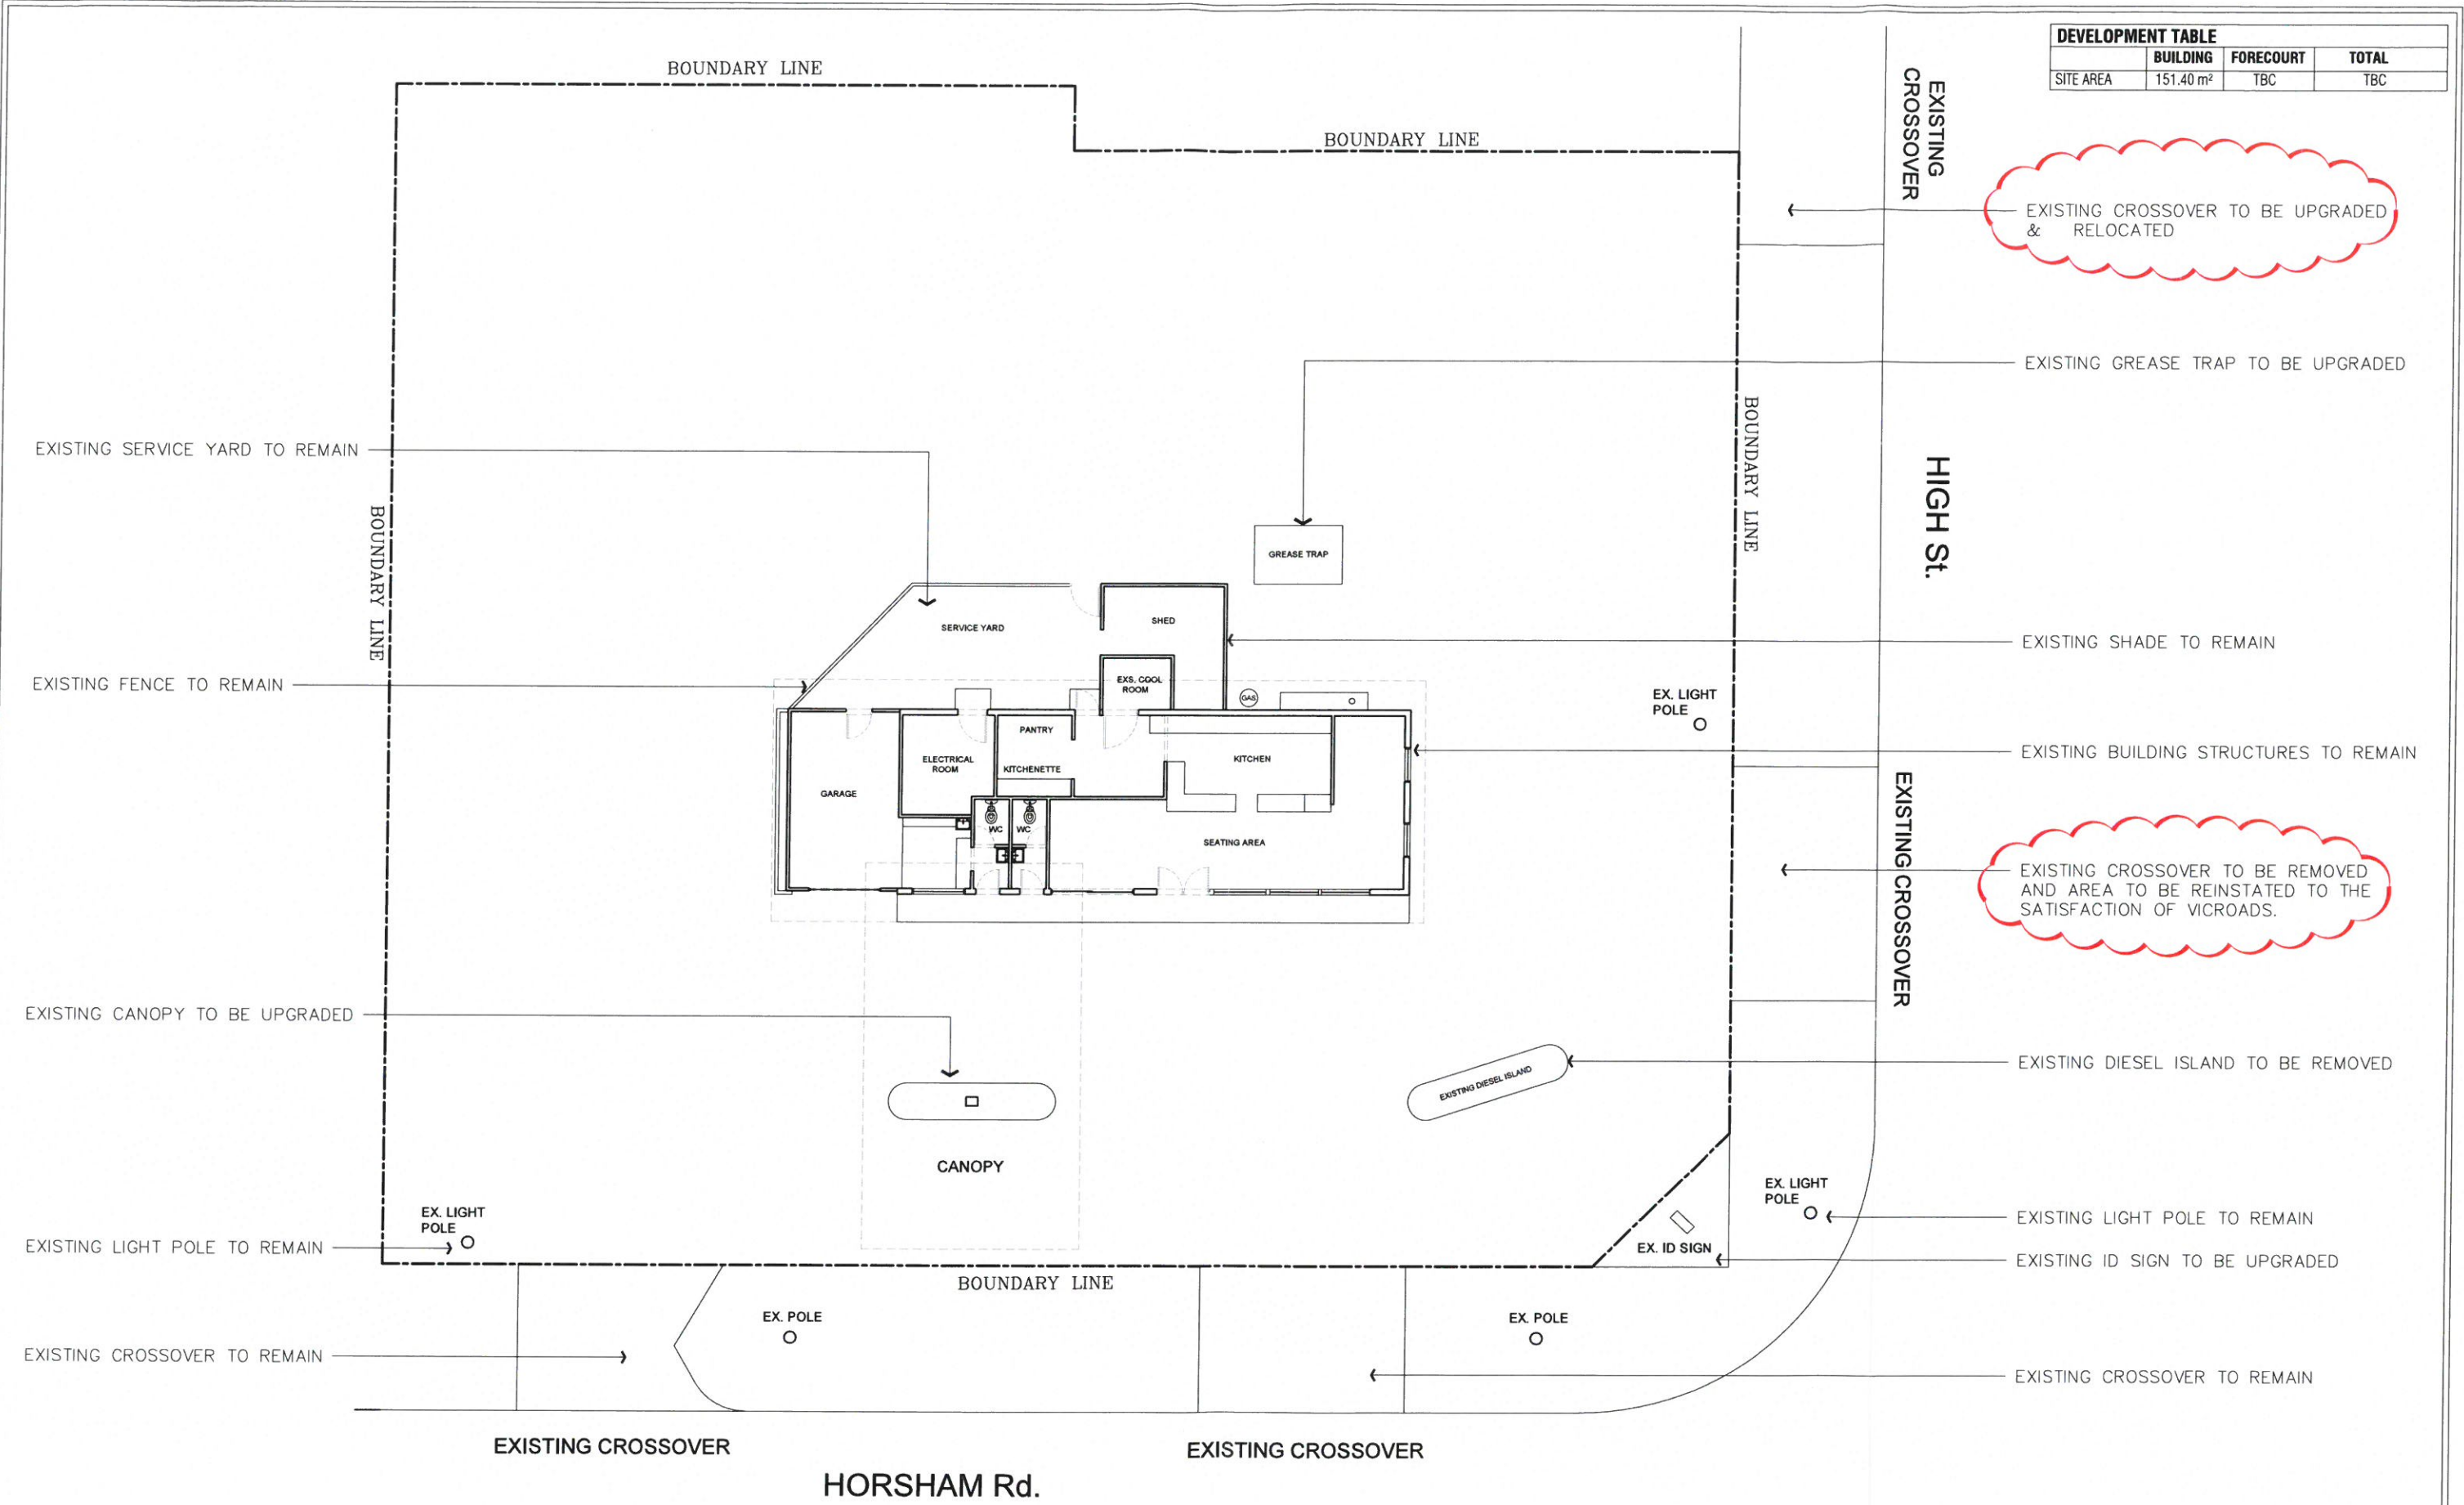 DEVELOPMENT TABLE
BUILDING FORECOURT TOTAL
SITE AREA 151.40 m² TBC TBC
BOUNDARY LINE
BOUNDARY LINE
EXISTING
CROSSOVER
EXISTING CROSSOVER TO BE UPGRADED
& RELOCATED
EXISTING GREASE TRAP TO BE UPGRADED
BOUNDARY LINE
HIGH St.
EXISTING SERVICE YARD TO REMAIN
BOUNDARY LINE
GREASE TRAP
SERVICE YARD
SHED
EXISTING SHADE TO REMAIN
EXISTING FENCE TO REMAIN
EXS. COOL
ROOM
GAS
EX. LIGHT
POLE
PANTRY
EXISTING BUILDING STRUCTURES TO REMAIN
ELECTRICAL
ROOM
KITCHENETTE
KITCHEN
GARAGE
WC
WC
SEATING AREA
EXISTING CROSSOVER
EXISTING CROSSOVER TO BE REMOVED
AND AREA TO BE REINSTATED TO THE
SATISFACTION OF VICROADS.
EXISTING CANOPY TO BE UPGRADED
EXISTING DIESEL ISLAND
EXISTING DIESEL ISLAND TO BE REMOVED
CANOPY
EX. LIGHT
POLE
EXISTING LIGHT POLE TO REMAIN
EX. LIGHT
POLE
EXISTING LIGHT POLE TO REMAIN
EX. ID SIGN
EXISTING ID SIGN TO BE UPGRADED
BOUNDARY LINE
EX. POLE
EX. POLE
EXISTING CROSSOVER TO REMAIN
EXISTING CROSSOVER TO REMAIN
EXISTING CROSSOVER
EXISTING CROSSOVER
HORSHAM Rd.